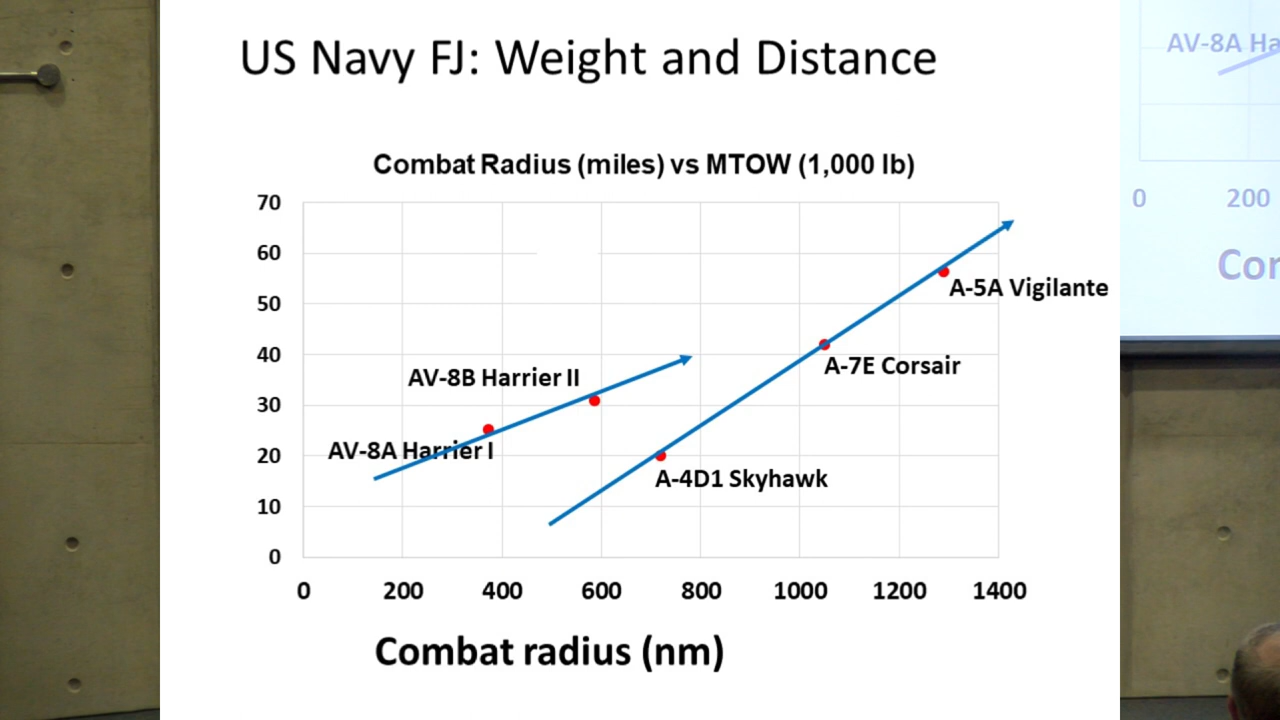 US Navy FJ: Weight and Distance
Combat Radius (miles) vs MTOW (1,000 lb)
70
60
50
40
30
20
10
0
A-5A Vigilante
A-7E Corsair
AV-8B Harrier II
AV-8A Harrier I
A-4D1 Skyhawk
0 200 400 600 800 1000 1200 1400
Combat radius (nm)
AV-8A Ha
0 200
Cor